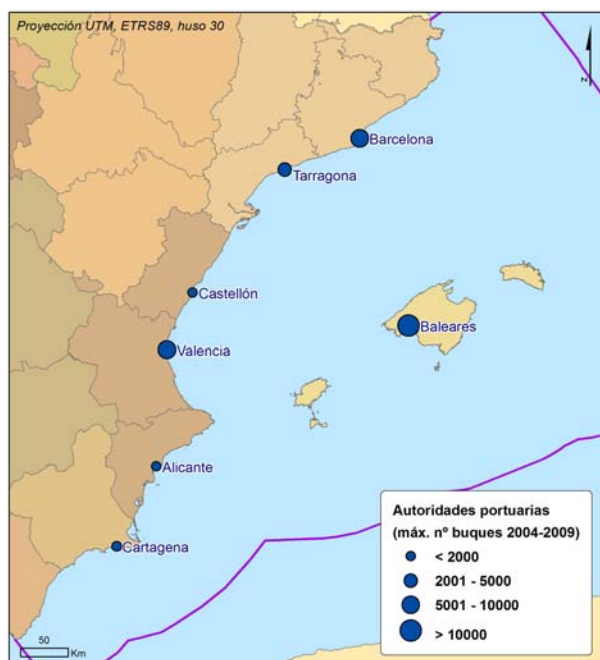 Proyección UTM, ETRS89, huso 30
N
Barcelona
Tarragona
Castellón
Baleares
Valencia
Alicante
Cartagena
Autoridades portuarias
(máx. nº buques 2004-2009)
< 2000
2001 - 5000
5001 - 10000
> 10000
50
Km